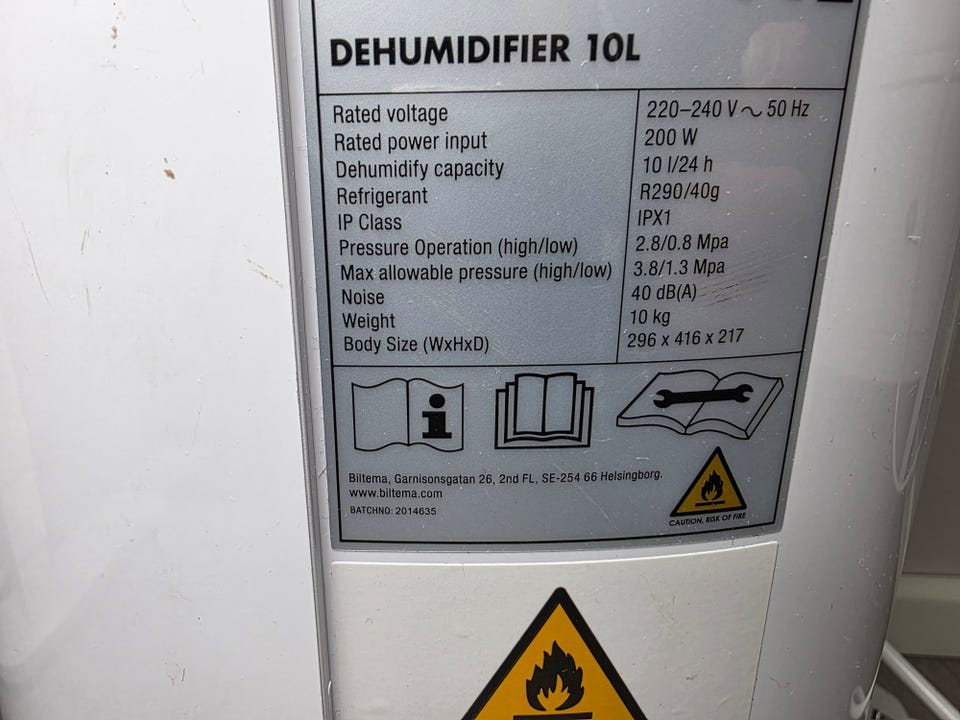 DEHUMIDIFIER 10L
Rated voltage 220–240 V ~ 50 Hz
Rated power input 200 W
Dehumidify capacity 10 l/24 h
Refrigerant R290/40g
IP Class IPX1
Pressure Operation (high/low) 2.8/0.8 Mpa
Max allowable pressure (high/low) 3.8/1.3 Mpa
Noise 40 dB(A)
Weight 10 kg
Body Size (WxHxD) 296 x 416 x 217
Biltema, Garnisonsgatan 26, 2nd FL, SE-254 66 Helsingborg.
www.biltema.com
BATCHNO: 2014635
CAUTION, RISK OF FIRE